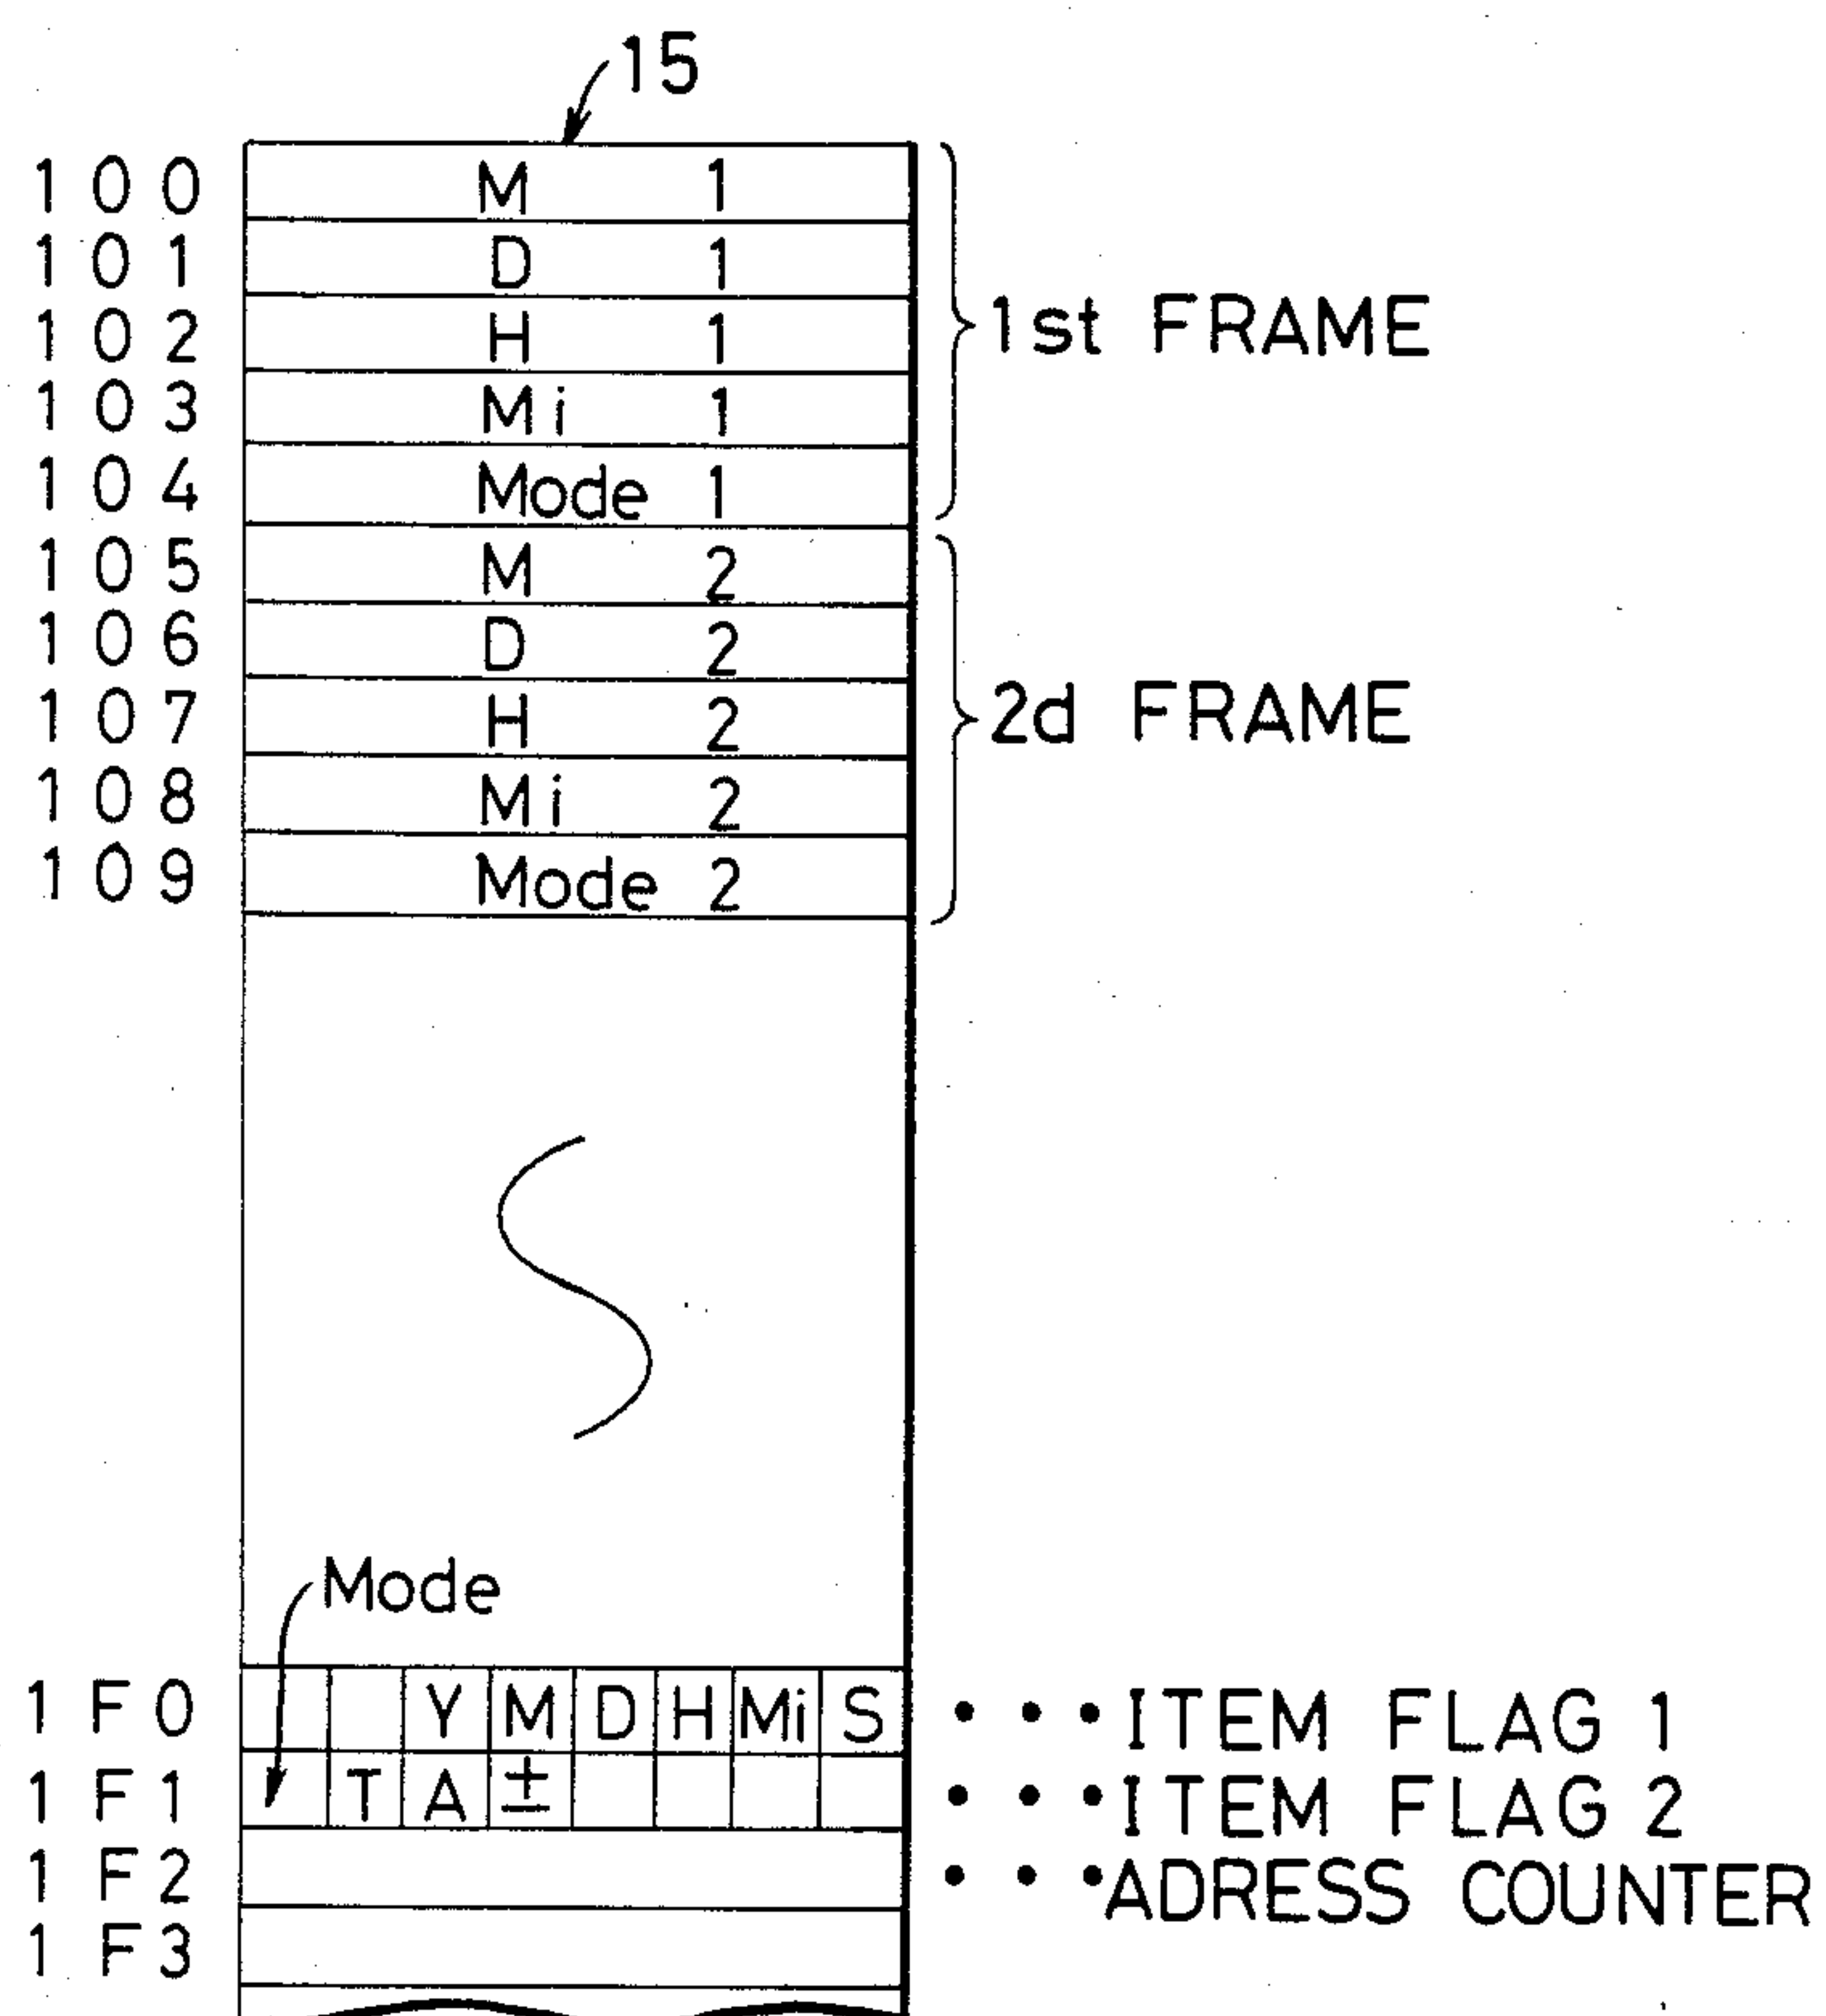 15
100 M 1
101 D 1
102 H 1
103 Mi 1
104 Mode 1
1st FRAME
105 M 2
106 D 2
107 H 2
108 Mi 2
109 Mode 2
2d FRAME
Mode
1F0 Y M D H Mi S •••ITEM FLAG 1
1F1 T A ± •••ITEM FLAG 2
1F2 •••ADRESS COUNTER
1F3